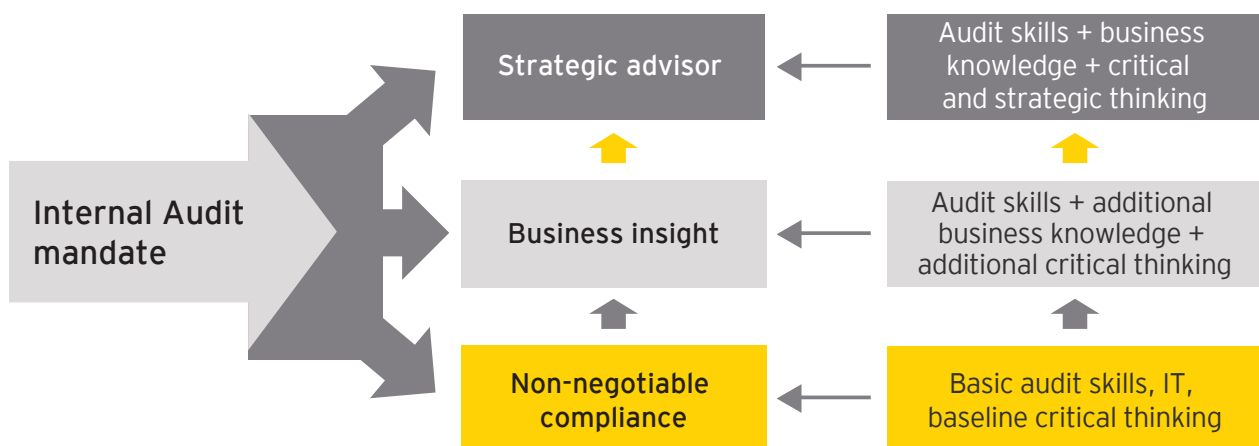 Internal Audit
mandate
Strategic advisor
Audit skills + business
knowledge + critical
and strategic thinking
Business insight
Audit skills + additional
business knowledge +
additional critical thinking
Non-negotiable
compliance
Basic audit skills, IT,
baseline critical thinking